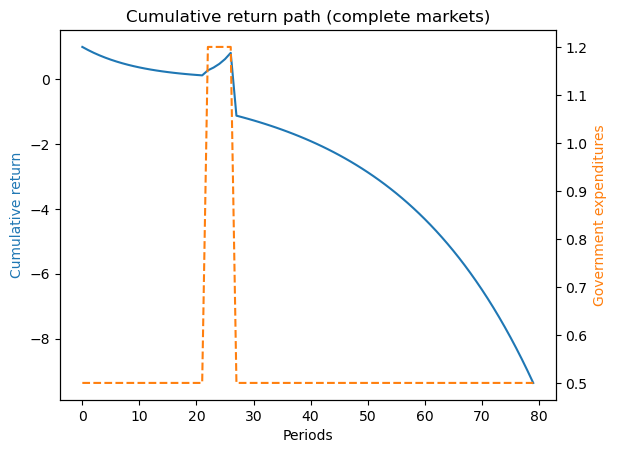 Cumulative return path (complete markets)
Cumulative return
0
−2
−4
−6
−8
1.2
1.1
1.0
0.9
0.8
0.7
0.6
0.5
Government expenditures
0 10 20 30 40 50 60 70 80
Periods